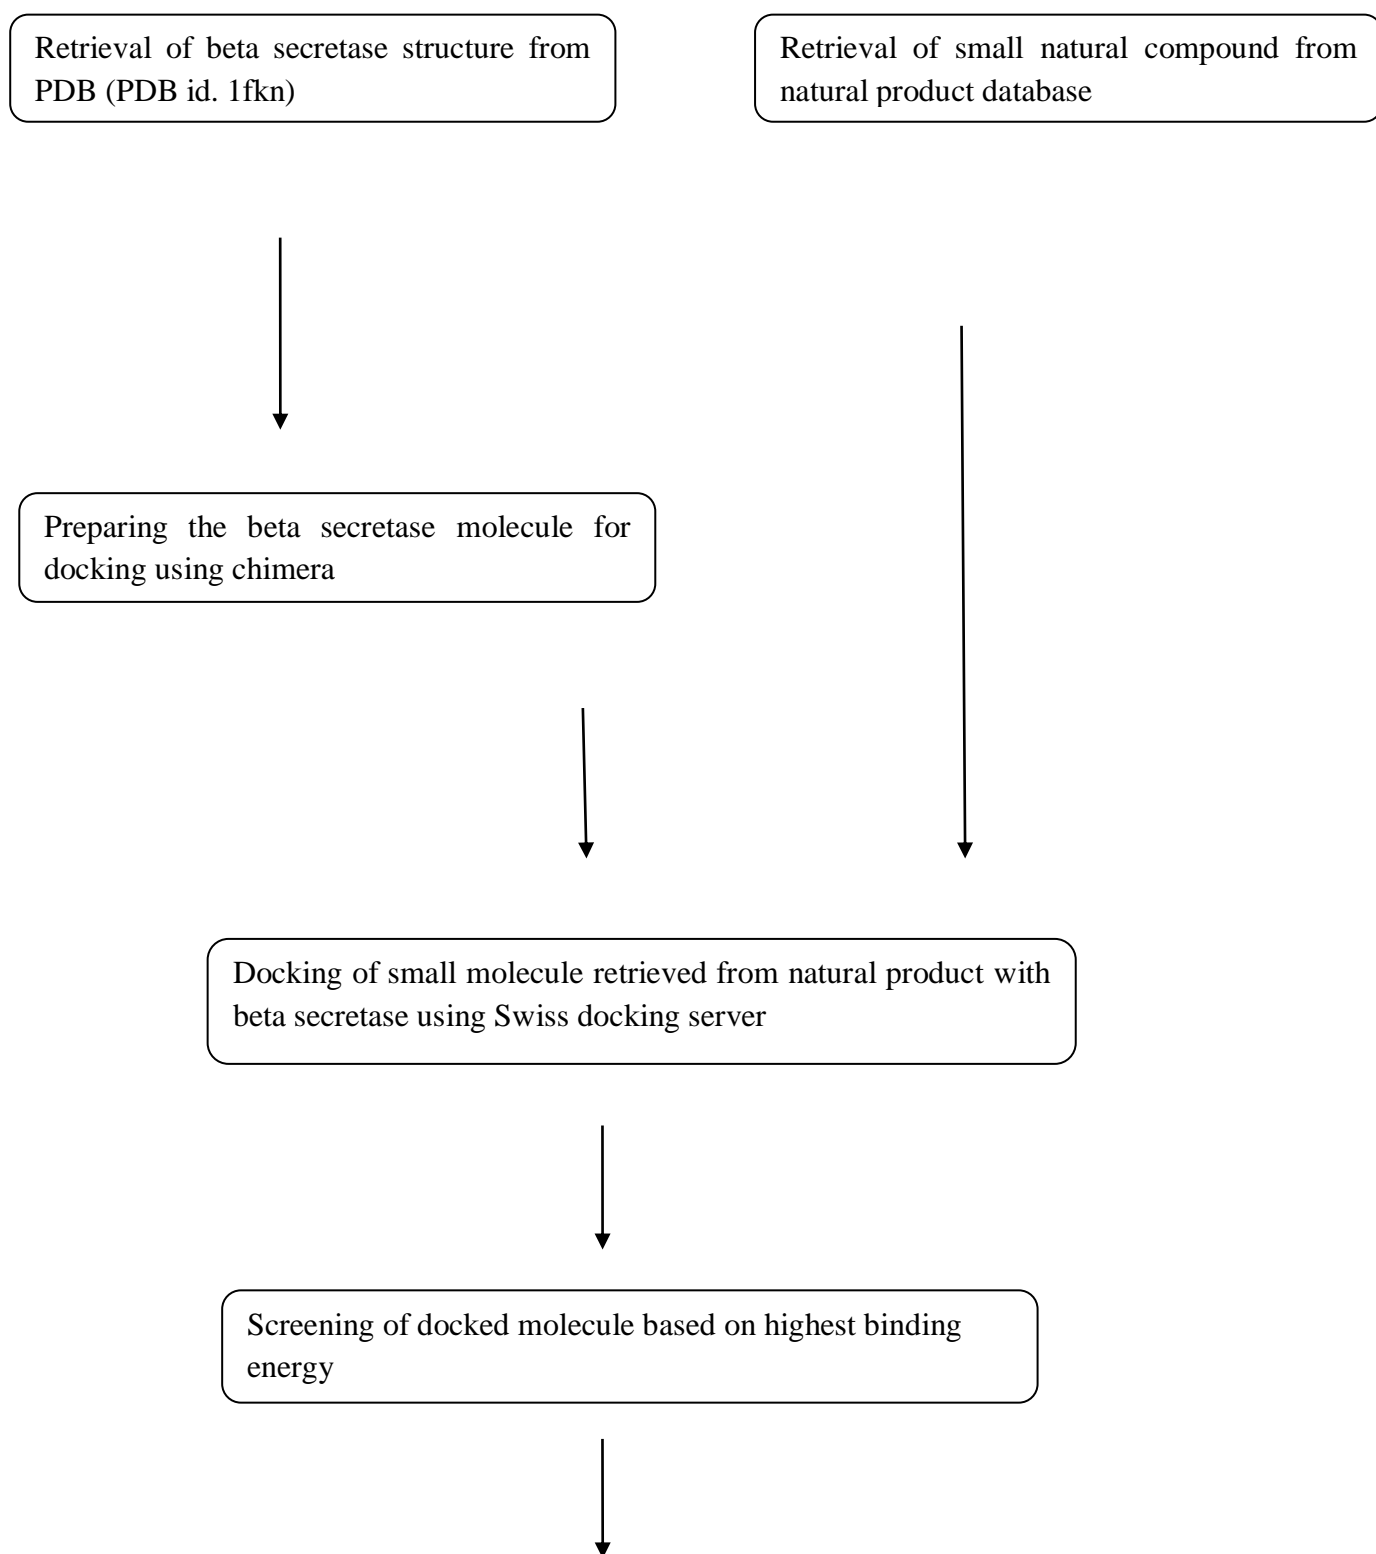 Retrieval of beta secretase structure from
PDB (PDB id. 1fkn)
Retrieval of small natural compound from
natural product database
Preparing the beta secretase molecule for
docking using chimera
Docking of small molecule retrieved from natural product with
beta secretase using Swiss docking server
Screening of docked molecule based on highest binding
energy